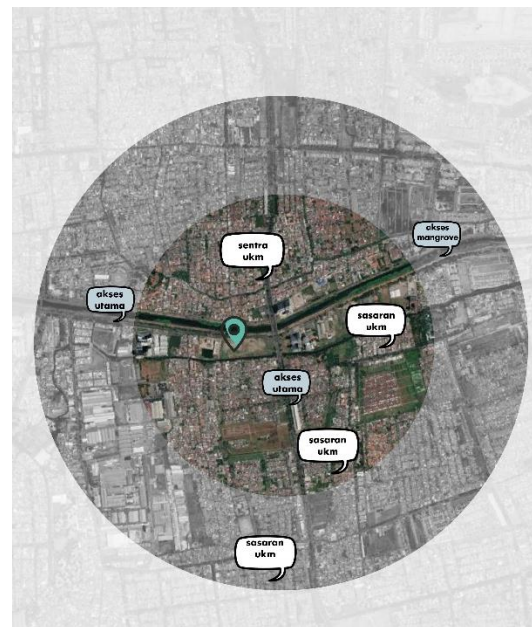 akses
mangrove
sentra
ukm
akses
utama
sasaran
ukm
akses
utama
sasaran
ukm
sasaran
ukm